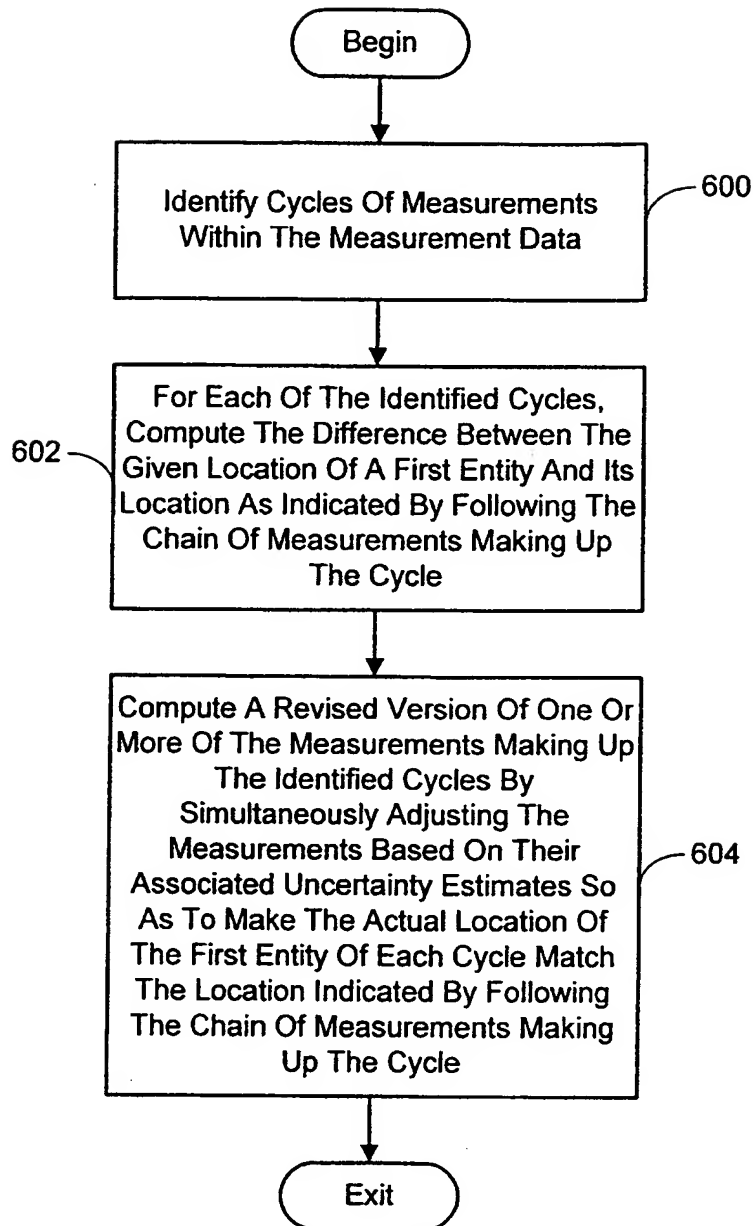 Begin
Identify Cycles Of Measurements
Within The Measurement Data
600
For Each Of The Identified Cycles,
Compute The Difference Between The
Given Location Of A First Entity And Its
Location As Indicated By Following The
Chain Of Measurements Making Up
The Cycle
602
Compute A Revised Version Of One Or
More Of The Measurements Making Up
The Identified Cycles By
Simultaneously Adjusting The
Measurements Based On Their
Associated Uncertainty Estimates So
As To Make The Actual Location Of
The First Entity Of Each Cycle Match
The Location Indicated By Following
The Chain Of Measurements Making
Up The Cycle
604
Exit